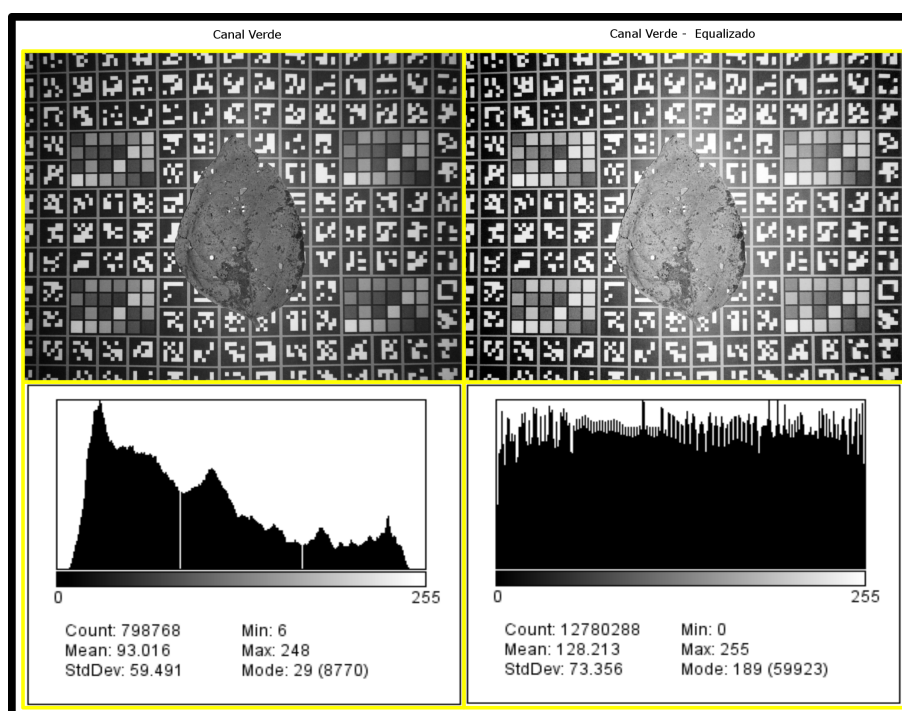 Canal Verde
Canal Verde - Equalizado
0 255
Count: 798768 Min: 6
Mean: 93.016 Max: 248
StdDev: 59.491 Mode: 29 (8770)
0 255
Count: 12780288 Min: 0
Mean: 128.213 Max: 255
StdDev: 73.356 Mode: 189 (59923)